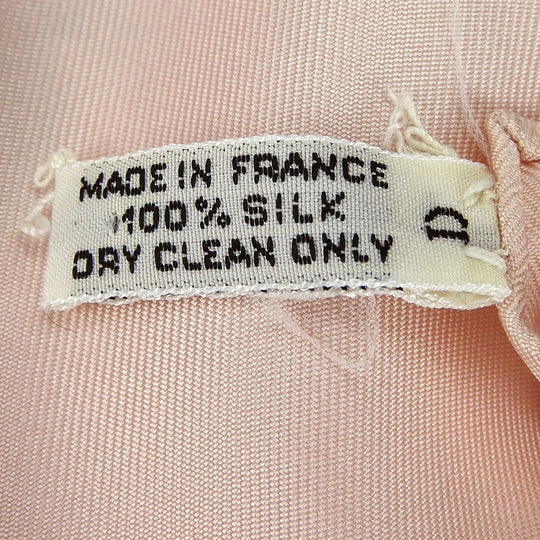 MADE IN FRANCE
100% SILK
DRY CLEAN ONLY
D